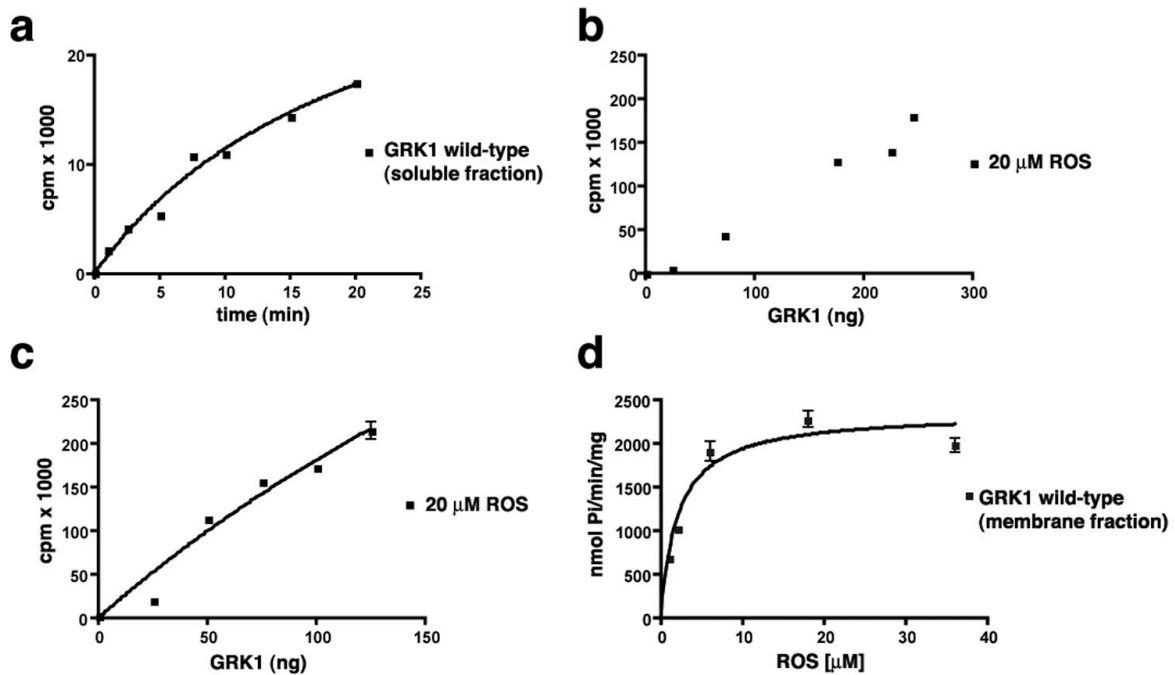 a
20
10
0
cpm x 1000
0 5 10 15 20 25
time (min)
GRK1 wild-type
(soluble fraction)
b
250
200
150
100
50
0
cpm x 1000
0 100 200 300
GRK1 (ng)
20 μM ROS
c
250
200
150
100
50
0
cpm x 1000
0 50 100 150
GRK1 (ng)
20 μM ROS
d
2500
2000
1500
1000
500
0
nmol Pi/min/mg
0 10 20 30 40
ROS [μM]
GRK1 wild-type
(membrane fraction)